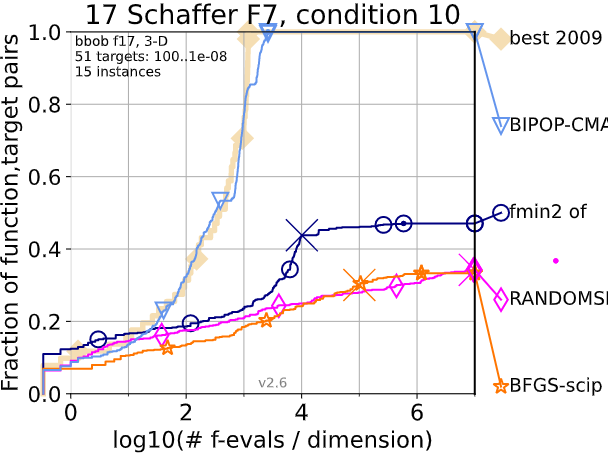 17 Schaffer F7, condition 10
bbob f17, 3-D
51 targets: 100..1e-08
15 instances
Fraction of function,target pairs
1.0
0.8
0.6
0.4
0.2
0.0
0
2
4
6
log10(# f-evals / dimension)
v2.6
best 2009
BIPOP-CMA
fmin2 of
RANDOMS
BFGS-scip